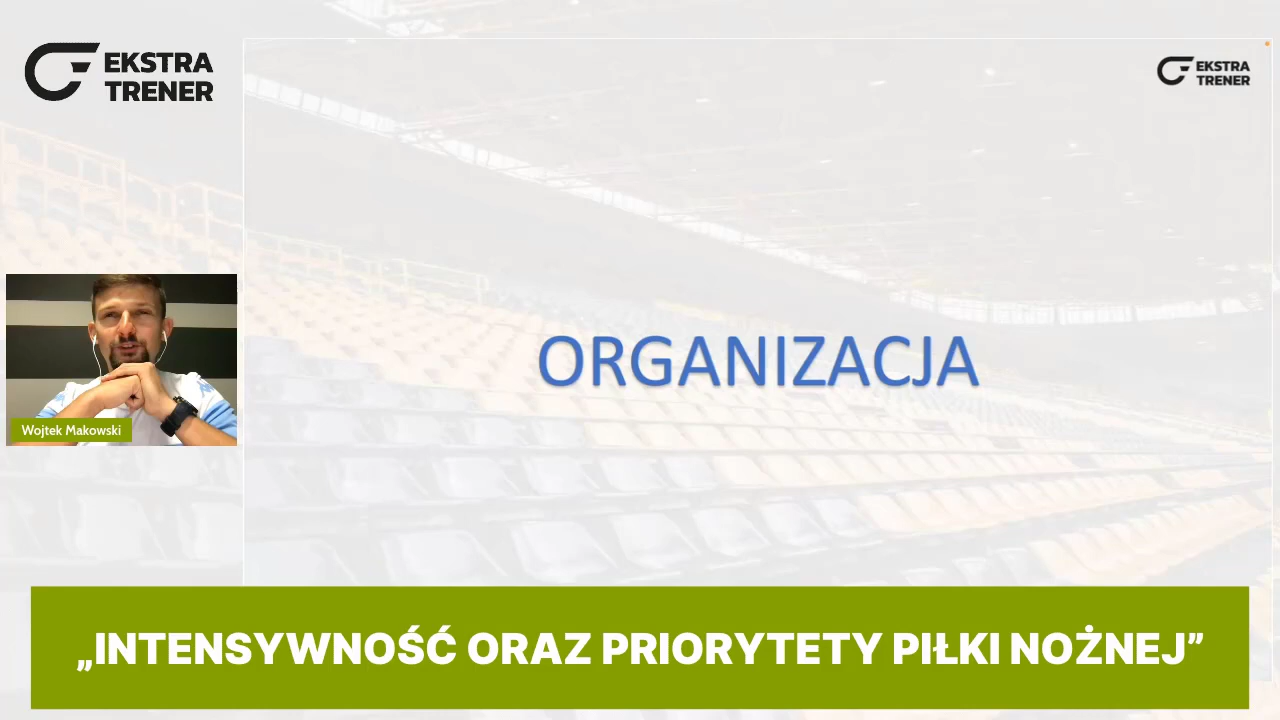 EKSTRA
TRENER
EKSTRA
TRENER
ORGANIZACJA
Wojtek Makowski
„INTENSYWNOŚĆ ORAZ PRIORYTETY PIŁKI NOŻNEJ”